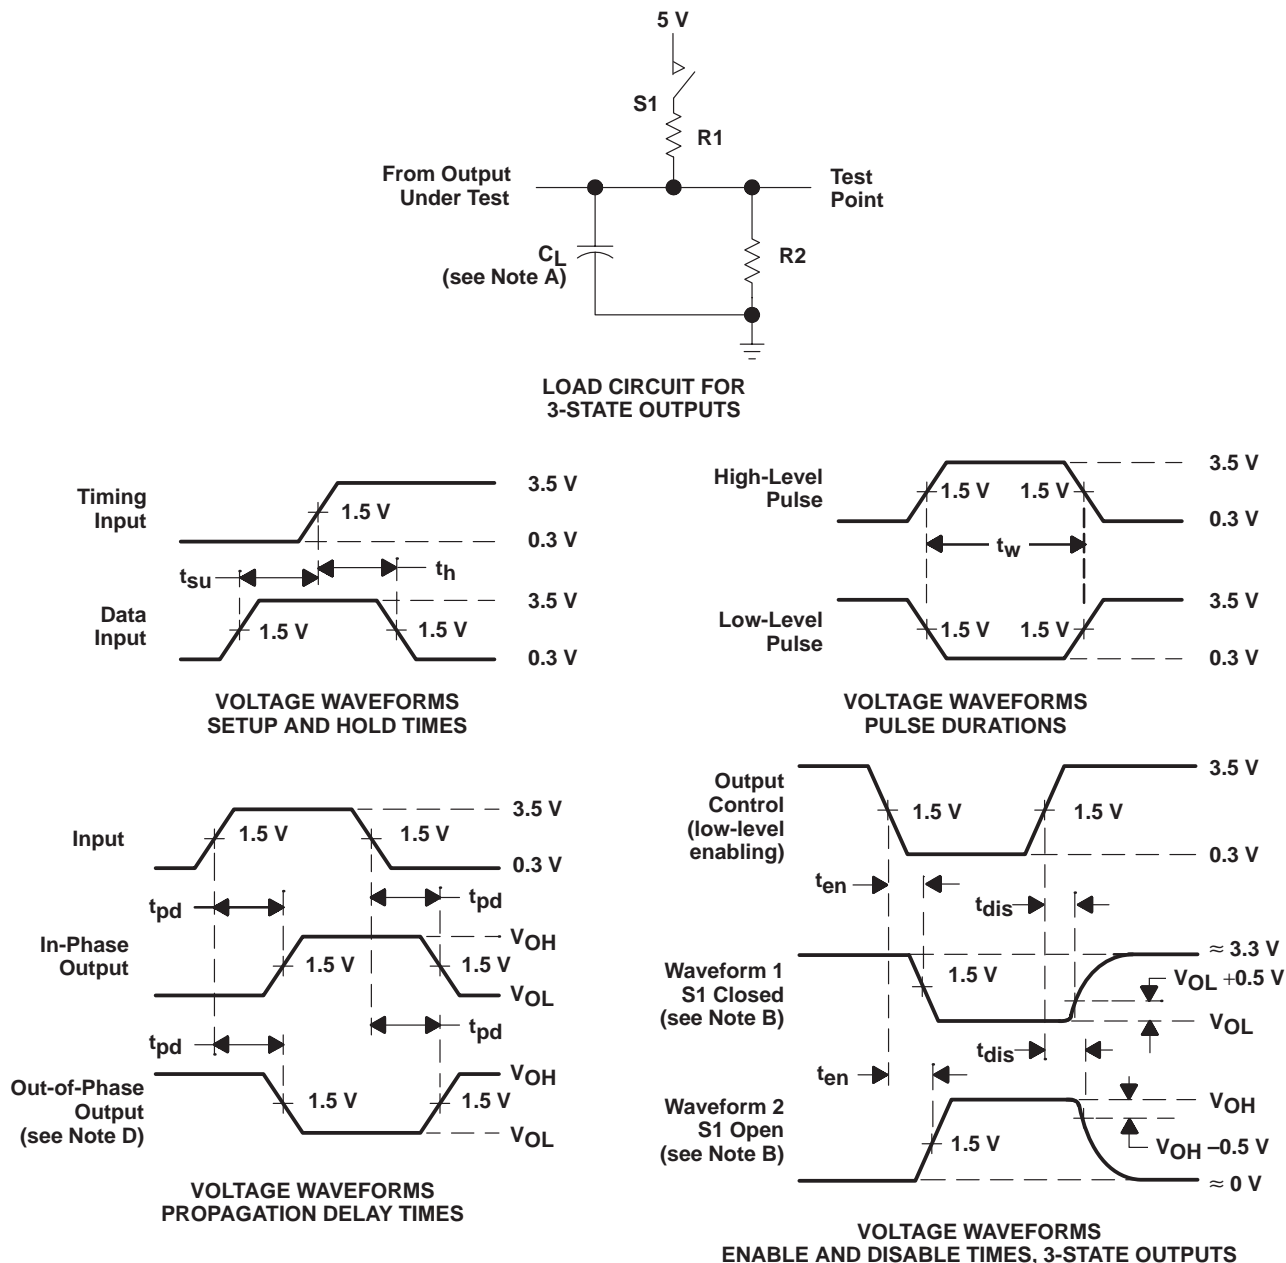 5 V
S1
R1
From Output
Under Test
Test
Point
CL
(see Note A)
R2
LOAD CIRCUIT FOR
3-STATE OUTPUTS
Timing
Input
1.5 V
3.5 V
0.3 V
tsu
th
Data
Input
1.5 V
1.5 V
3.5 V
0.3 V
VOLTAGE WAVEFORMS
SETUP AND HOLD TIMES
High-Level
Pulse
1.5 V
1.5 V
3.5 V
0.3 V
tw
Low-Level
Pulse
1.5 V
1.5 V
3.5 V
0.3 V
VOLTAGE WAVEFORMS
PULSE DURATIONS
Input
1.5 V
1.5 V
3.5 V
0.3 V
tpd
tpd
In-Phase
Output
1.5 V
1.5 V
VOH
VOL
tpd
tpd
Out-of-Phase
Output
(see Note D)
1.5 V
1.5 V
VOH
VOL
VOLTAGE WAVEFORMS
PROPAGATION DELAY TIMES
Output
Control
(low-level
enabling)
1.5 V
1.5 V
3.5 V
0.3 V
ten
tdis
Waveform 1
S1 Closed
(see Note B)
1.5 V
≈ 3.3 V
VOL +0.5 V
VOL
ten
tdis
Waveform 2
S1 Open
(see Note B)
1.5 V
VOH
VOH –0.5 V
≈ 0 V
VOLTAGE WAVEFORMS
ENABLE AND DISABLE TIMES, 3-STATE OUTPUTS